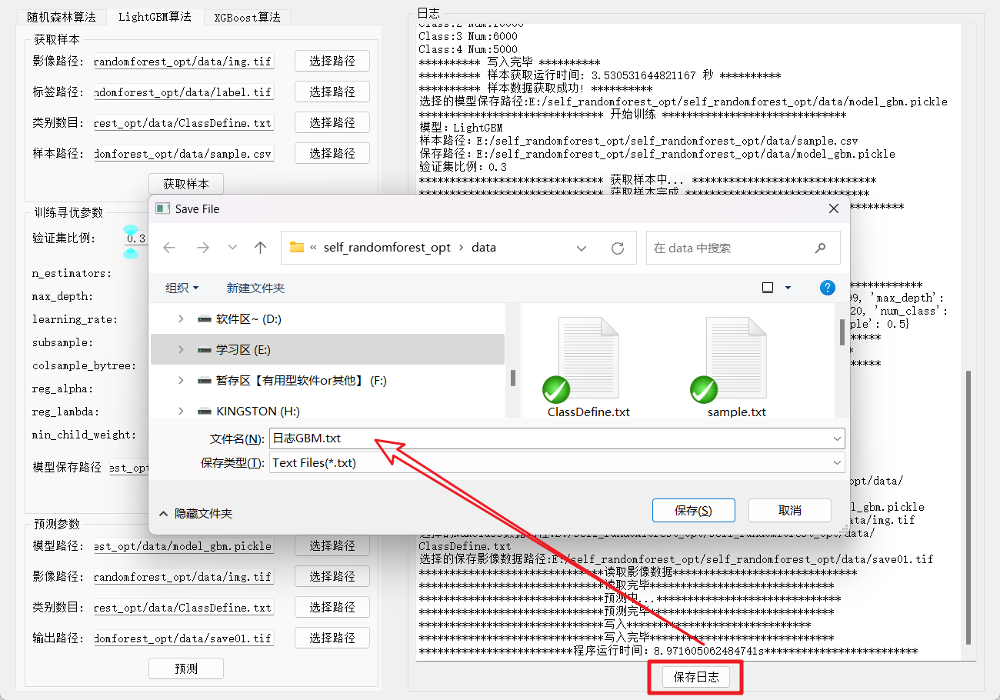 随机森林算法 LightGBM算法 XGBoost算法
获取样本
影像路径: randomforest_opt/data/img.tif 选择路径
标签路径: ndomforest_opt/data/label.tif 选择路径
类别数目: rest_opt/data/ClassDefine.txt 选择路径
样本路径: domforest_opt/data/sample.csv 选择路径
获取样本
训练寻优参数
验证集比例: 0.3
n_estimators:
max_depth:
learning_rate:
subsample:
colsample_bytree:
reg_alpha:
reg_lambda:
min_child_weight:
模型保存路径 est_opt
预测参数
模型路径: est_opt/data/model_gbm.pickle 选择路径
影像路径: randomforest_opt/data/img.tif 选择路径
类别数目: rest_opt/data/ClassDefine.txt 选择路径
输出路径: domforest_opt/data/save01.tif 选择路径
预测
日志
Class:2 Num:10000
Class:3 Num:6000
Class:4 Num:5000
********** 写入完毕 **********
********** 样本获取运行时间: 3.530531644821167 秒 **********
********** 样本数据获取成功! **********
选择的模型保存路径:E:/self_randomforest_opt/self_randomforest_opt/data/model_gbm.pickle
****************************** 开始训练 ******************************
模型: LightGBM
样本路径: E:/self_randomforest_opt/self_randomforest_opt/data/sample.csv
保存路径: E:/self_randomforest_opt/self_randomforest_opt/data/model_gbm.pickle
验证集比例: 0.3
****************************** 获取样本中... ******************************
****************************** 获取样本完成 ******************************
*********
************
99, 'max_depth':
20, 'num_class':
ple': 0.5}
*****
*
*****
opt/data/
l_gbm.pickle
ata/img.tif
选择的NumClass数据路径:E:/self_randomforest_opt/self_randomforest_opt/data/
ClassDefine.txt
选择的保存影像数据路径:E:/self_randomforest_opt/self_randomforest_opt/data/save01.tif
******************************读取影像数据******************************
******************************读取完毕******************************
******************************预测中...******************************
******************************预测完毕******************************
******************************写入******************************
******************************写入完毕******************************
*************************程序运行时间: 8.971605062484741s*************************
保存日志
Save File
« self_randomforest_opt › data
在 data 中搜索
组织 新建文件夹
软件区~ (D:)
学习区 (E:)
暂存区【有用型软件or其他】 (F:)
KINGSTON (H:)
ClassDefine.txt sample.txt
文件名(N): 日志GBM.txt
保存类型(T): Text Files(*.txt)
隐藏文件夹 保存(S) 取消